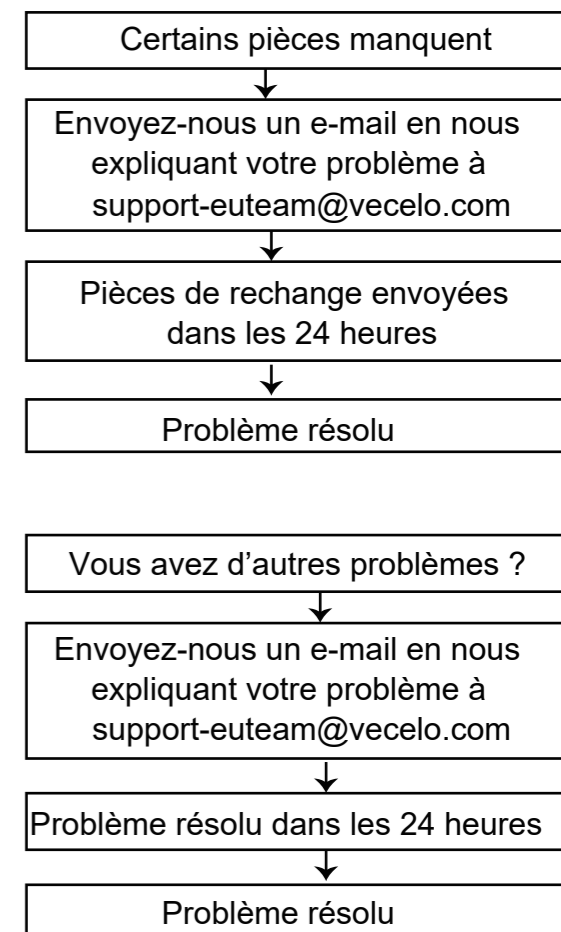 Certains pièces manquent
Envoyez-nous un e-mail en nous
expliquant votre problème à
support-euteam@vecelo.com
Pièces de rechange envoyées
dans les 24 heures
Problème résolu
Vous avez d’autres problèmes ?
Envoyez-nous un e-mail en nous
expliquant votre problème à
support-euteam@vecelo.com
Problème résolu dans les 24 heures
Problème résolu